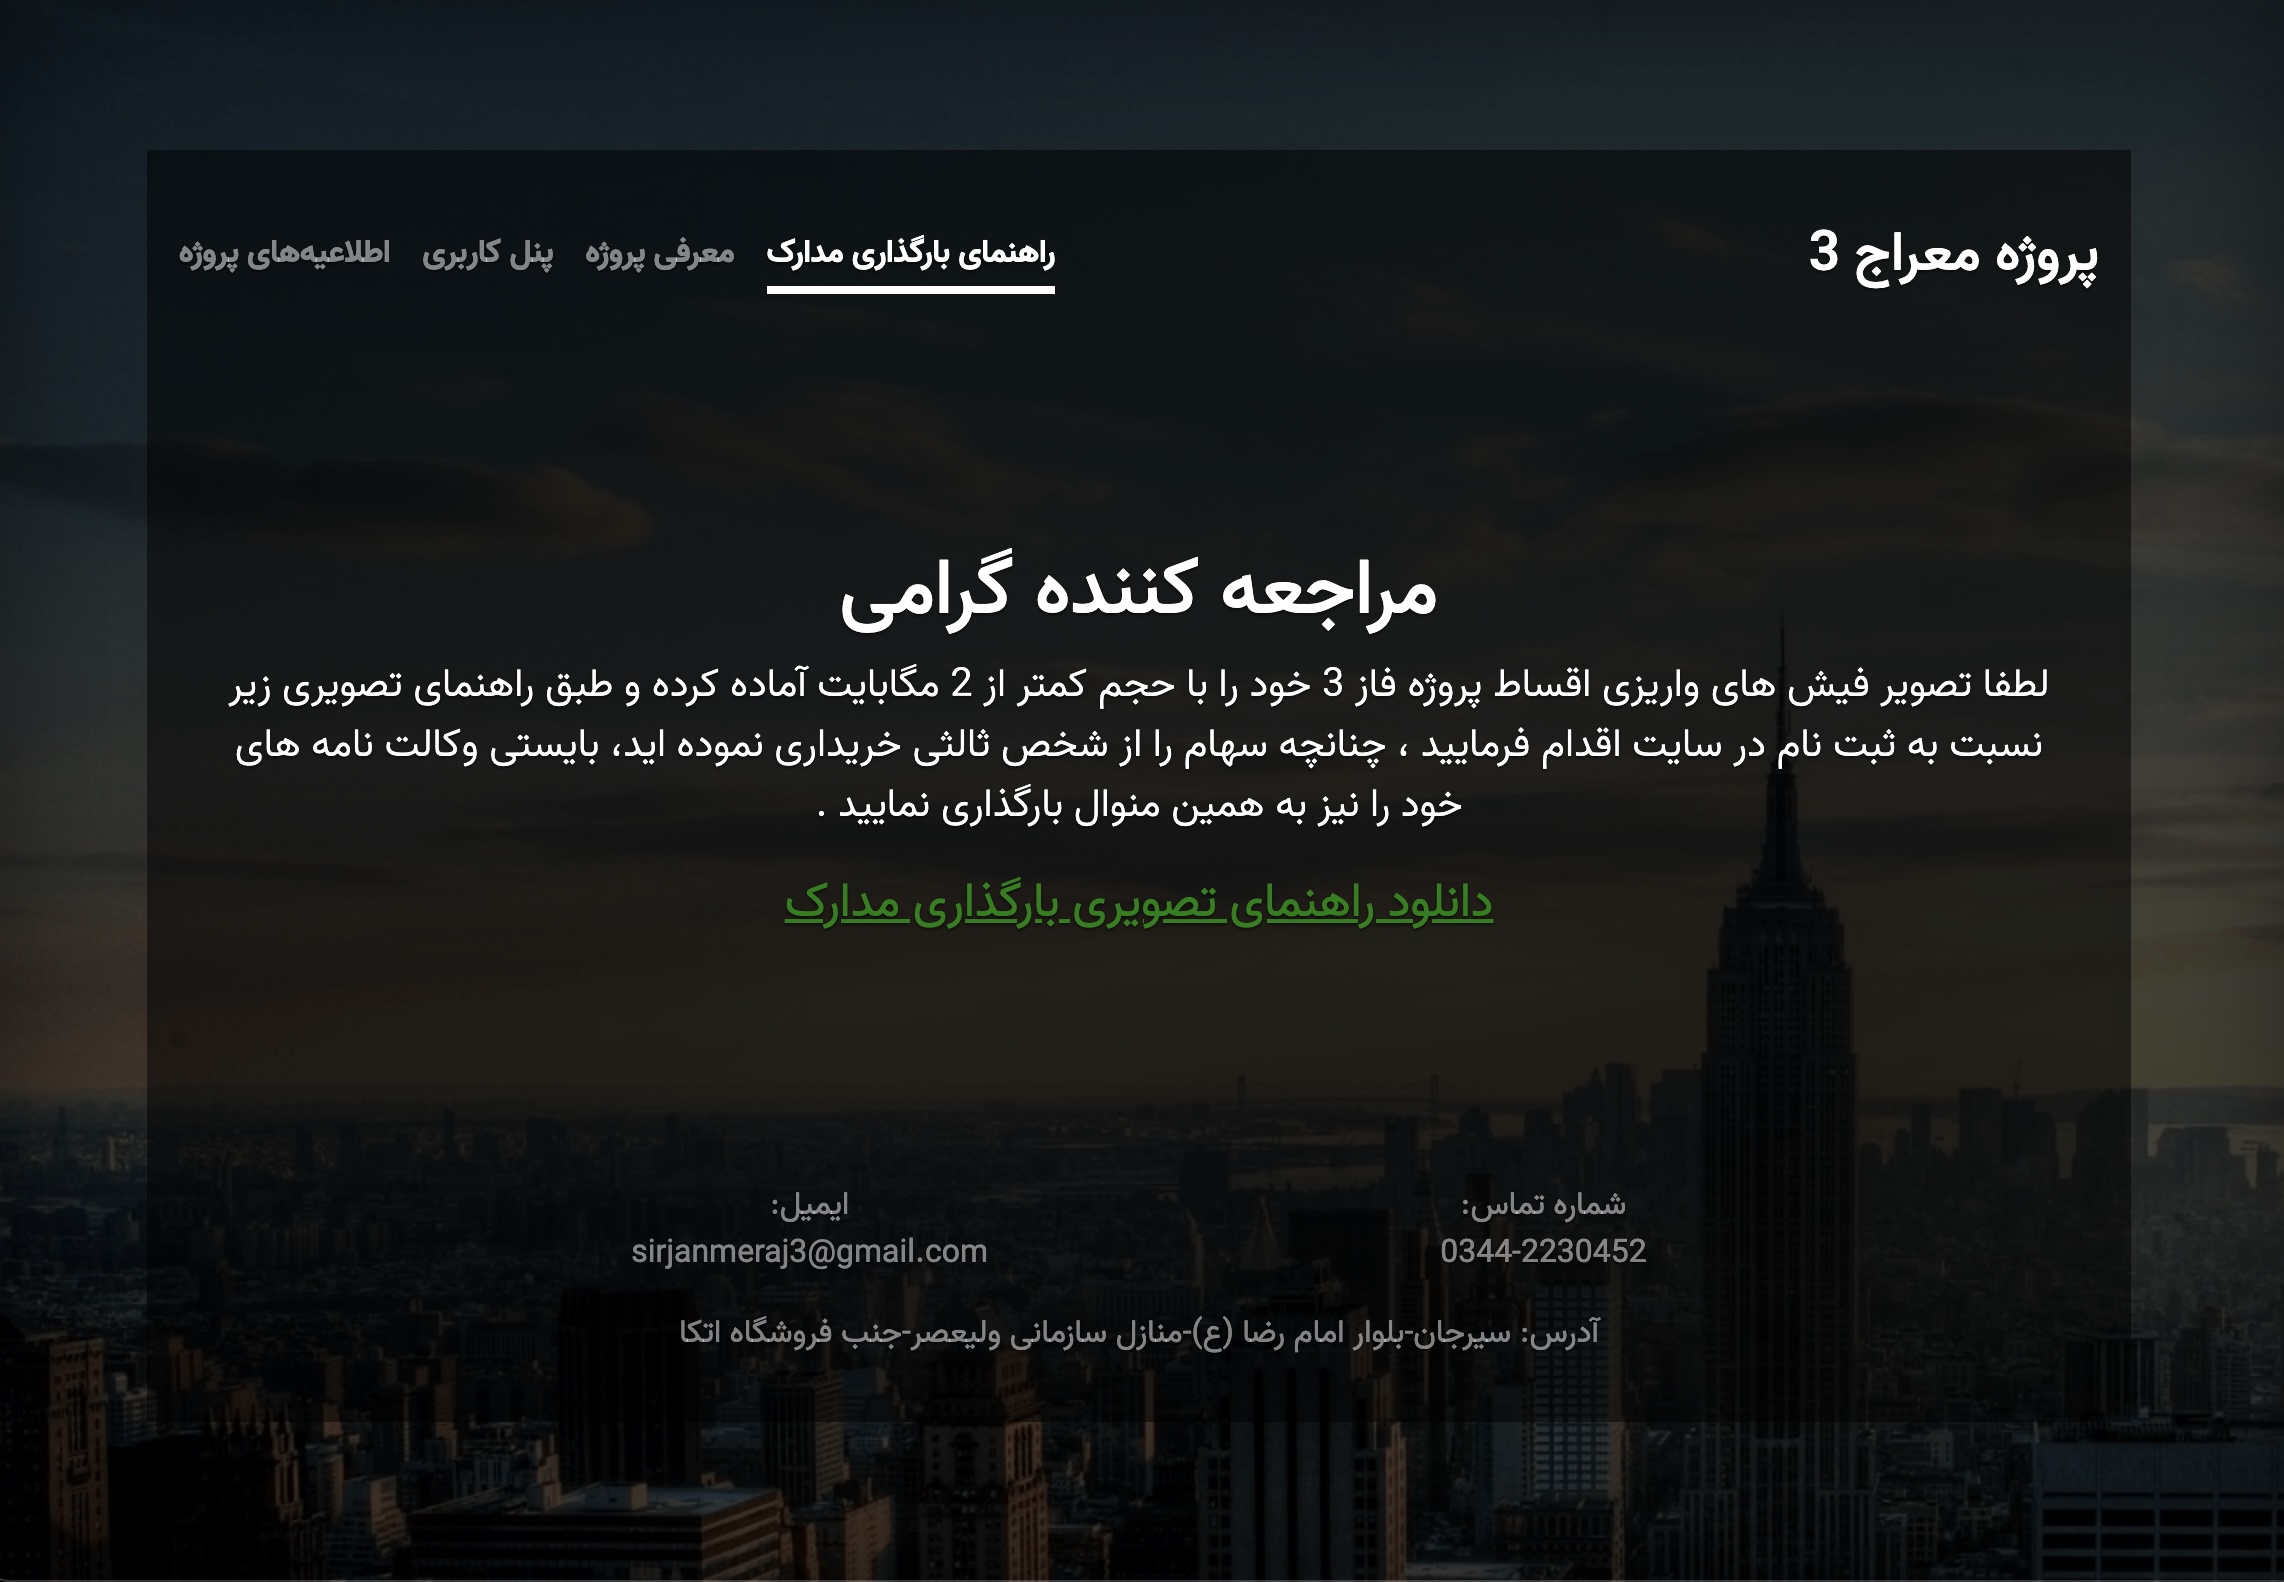 پروژه معراج 3
راهنمای بارگذاری مدارک
معرفی پروژه
پنل کاربری
اطلاعیه‌های پروژه
مراجعه کننده گرامی
لطفا تصویر فیش های واریزی اقساط پروژه فاز 3 خود را با حجم کمتر از 2 مگابایت آماده کرده و طبق راهنمای تصویری زیر
نسبت به ثبت نام در سایت اقدام فرمایید ، چنانچه سهام را از شخص ثالثی خریداری نموده اید، بایستی وکالت نامه های
خود را نیز به همین منوال بارگذاری نمایید .
دانلود راهنمای تصویری بارگذاری مدارک
شماره تماس:
0344-2230452
ایمیل:
sirjanmeraj3@gmail.com
آدرس: سیرجان-بلوار امام رضا (ع)-منازل سازمانی ولیعصر-جنب فروشگاه اتکا